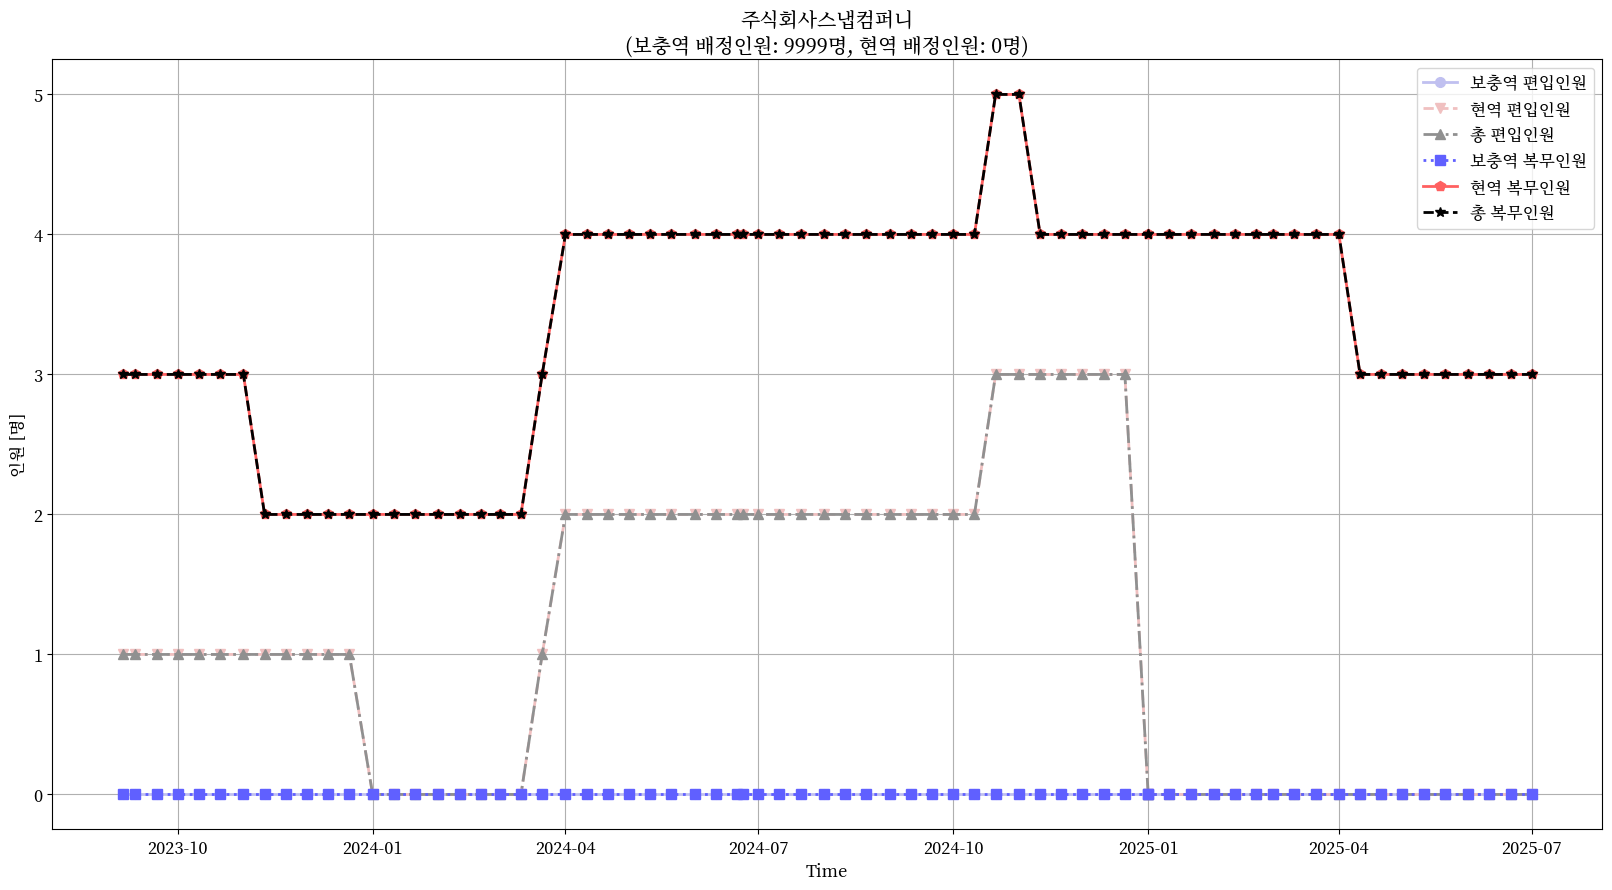 주식회사스냅컴퍼니
(보충역 배정인원: 9999명, 현역 배정인원: 0명)
보충역 편입인원
현역 편입인원
총 편입인원
보충역 복무인원
현역 복무인원
총 복무인원
인원 [명]
5
4
3
2
1
0
2023-10
2024-01
2024-04
2024-07
2024-10
2025-01
2025-04
2025-07
Time